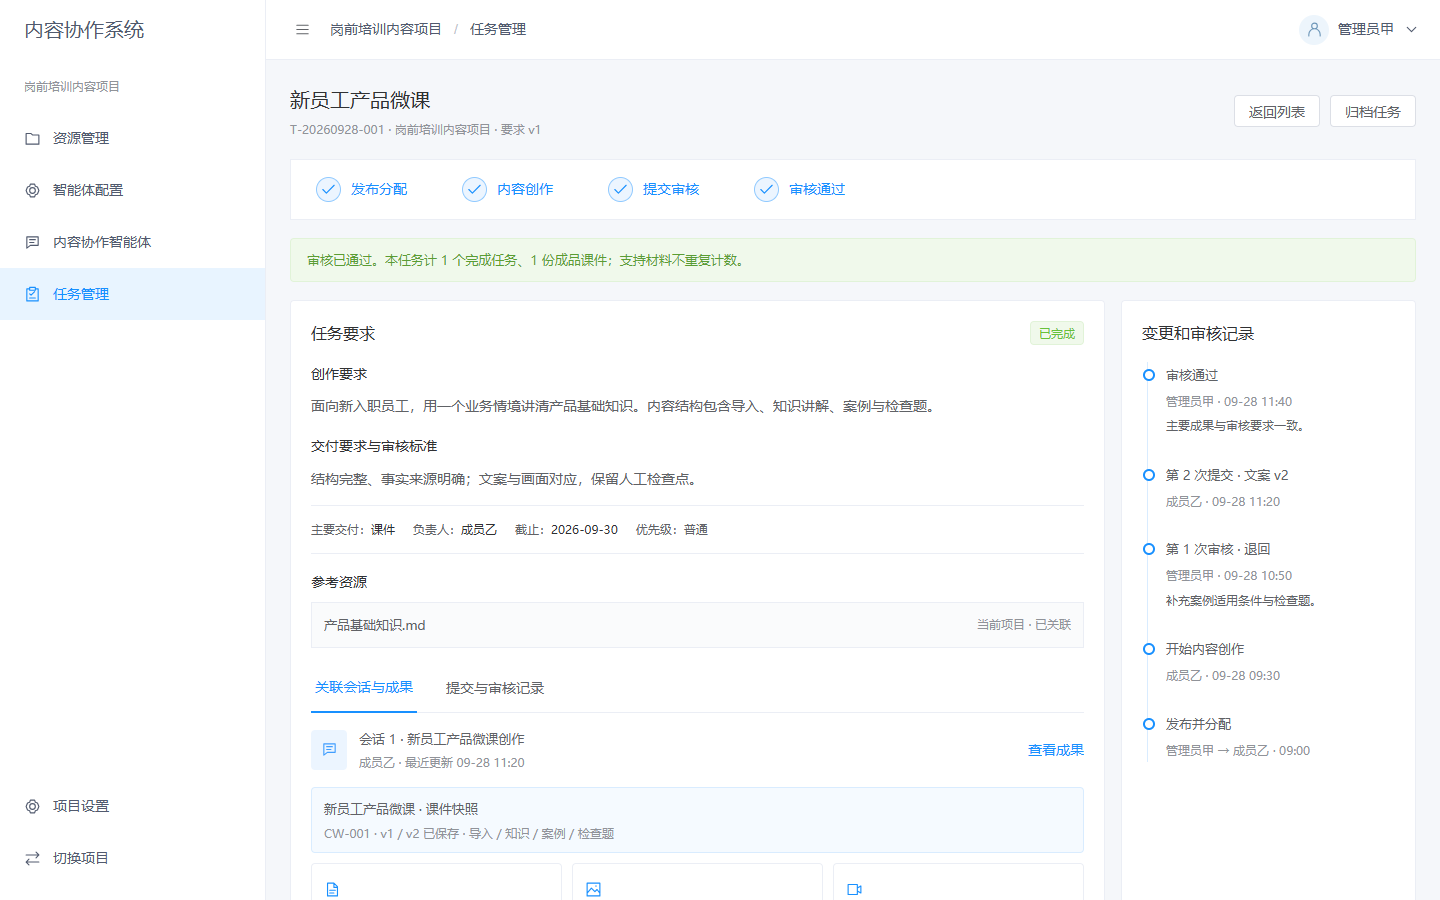 内容协作系统
岗前培训内容项目
资源管理
智能体配置
内容协作智能体
任务管理
项目设置
切换项目
岗前培训内容项目 / 任务管理
管理员甲
新员工产品微课
T-20260928-001 · 岗前培训内容项目 · 要求 v1
返回列表
归档任务
发布分配
内容创作
提交审核
审核通过
审核已通过。本任务计 1 个完成任务、1 份成品课件；支持材料不重复计数。
任务要求
已完成
创作要求
面向新入职员工，用一个业务情境讲清产品基础知识。内容结构包含导入、知识讲解、案例与检查题。
交付要求与审核标准
结构完整、事实来源明确；文案与画面对应，保留人工检查点。
主要交付：课件 负责人：成员乙 截止：2026-09-30 优先级：普通
参考资源
产品基础知识.md
当前项目 · 已关联
关联会话与成果
提交与审核记录
会话 1 · 新员工产品微课创作
成员乙 · 最近更新 09-28 11:20
查看成果
新员工产品微课 · 课件快照
CW-001 · v1 / v2 已保存 · 导入 / 知识 / 案例 / 检查题
变更和审核记录
审核通过
管理员甲 · 09-28 11:40
主要成果与审核要求一致。
第 2 次提交 · 文案 v2
成员乙 · 09-28 11:20
第 1 次审核 · 退回
管理员甲 · 09-28 10:50
补充案例适用条件与检查题。
开始内容创作
成员乙 · 09-28 09:30
发布并分配
管理员甲 → 成员乙 · 09:00